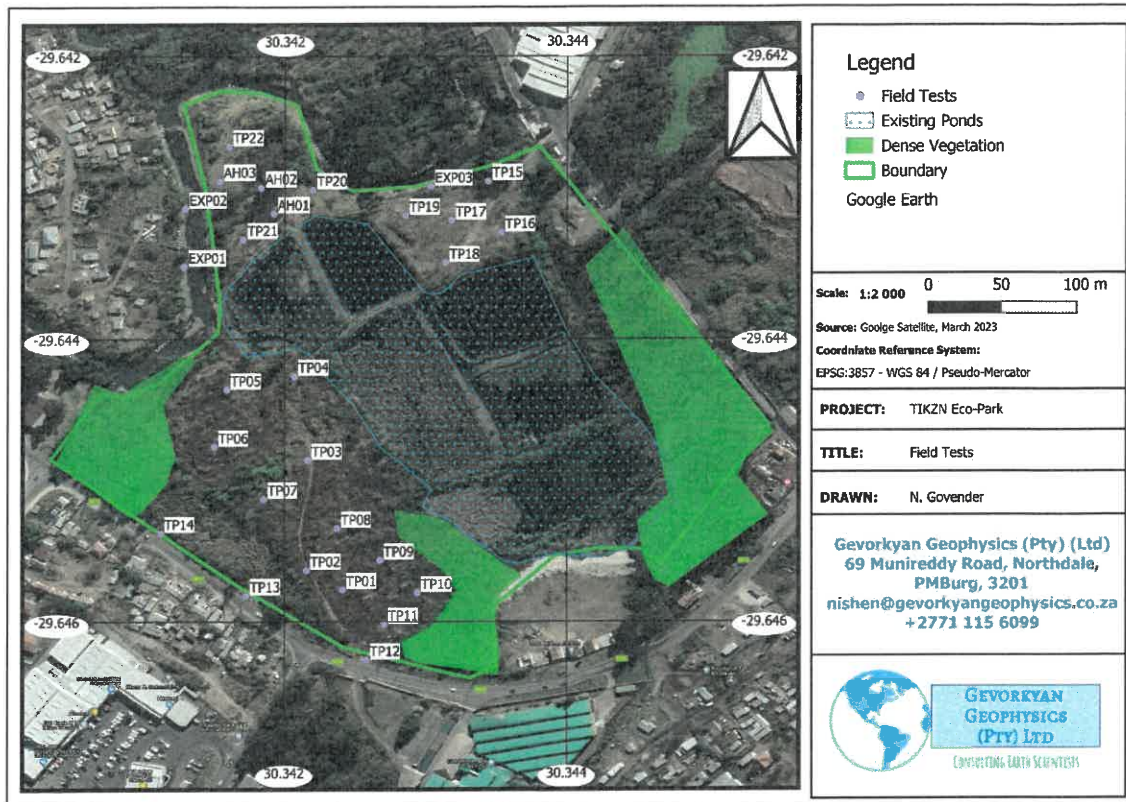 30.342
30.344
-29.642
-29.642
TP22
AH03
AH02
TP20
EXP03
TP15
EXP02
AH01
TP19
TP17
TP21
TP16
EXP01
TP18
-29.644
-29.644
TP04
TP05
TP06
TP03
TP07
TP14
TP08
TP02
TP09
TP13
TP01
TP10
TP11
-29.646
-29.646
TP12
30.342
30.344
Legend
Field Tests
Existing Ponds
Dense Vegetation
Boundary
Google Earth
Scale: 1:2 000
0 50 100 m
Source: Goolge Satellite, March 2023
Coordniate Reference System:
EPSG:3857 - WGS 84 / Pseudo-Mercator
PROJECT: TIKZN Eco-Park
TITLE: Field Tests
DRAWN: N. Govender
Gevorkyan Geophysics (Pty) (Ltd)
69 Munireddy Road, Northdale,
PMBurg, 3201
nishen@gevorkyangeophysics.co.za
+2771 115 6099
GEVORKYAN
GEOPHYSICS
(PTY) LTD
CONSULTING EARTH SCIENTISTS